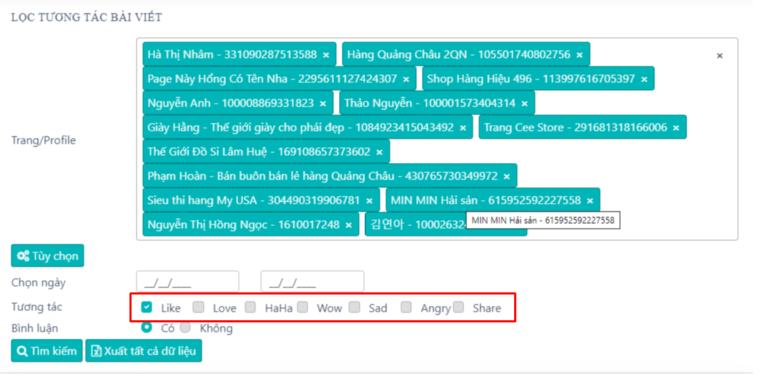 LỌC TƯƠNG TÁC BÀI VIẾT
Hà Thị Nhâm - 331090287513588 × Hàng Quảng Châu 2QN - 105501740802756 × ×
Page Này Hổng Có Tên Nha - 2295611127424307 × Shop Hàng Hiệu 496 - 113997616705397 ×
Nguyễn Anh - 100008869331823 × Thảo Nguyễn - 100001573404314 ×
Trang/Profile
Giày Hằng - Thế giới giày cho phái đẹp - 1084923415043492 × Trang Cee Store - 291681318166006 ×
Thế Giới Đồ Si Lâm Huệ - 169108657373602 ×
Phạm Hoàn - Bán buôn bán lẻ hàng Quảng Châu - 430765730349972 ×
Sieu thi hang My USA - 304490319906781 × MIN MIN Hải sản - 615952592227558 ×
MIN MIN Hải sản - 615952592227558
Nguyễn Thị Hồng Ngọc - 1610017248 × 김연아 - 10002632
Tùy chọn
Chọn ngày __/__/___ __/__/___
Tương tác Like Love HaHa Wow Sad Angry Share
Bình luận Có Không
Tìm kiếm Xuất tất cả dữ liệu